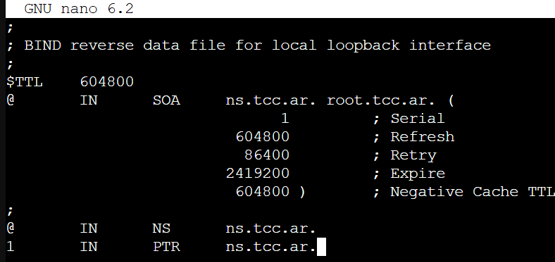 GNU nano 6.2
;
; BIND reverse data file for local loopback interface
;
$TTL    604800
@       IN      SOA     ns.tcc.ar. root.tcc.ar. (
                              1         ; Serial
                         604800         ; Refresh
                          86400         ; Retry
                        2419200         ; Expire
                         604800 )       ; Negative Cache TTL
;
@       IN      NS      ns.tcc.ar.
1       IN      PTR     ns.tcc.ar.